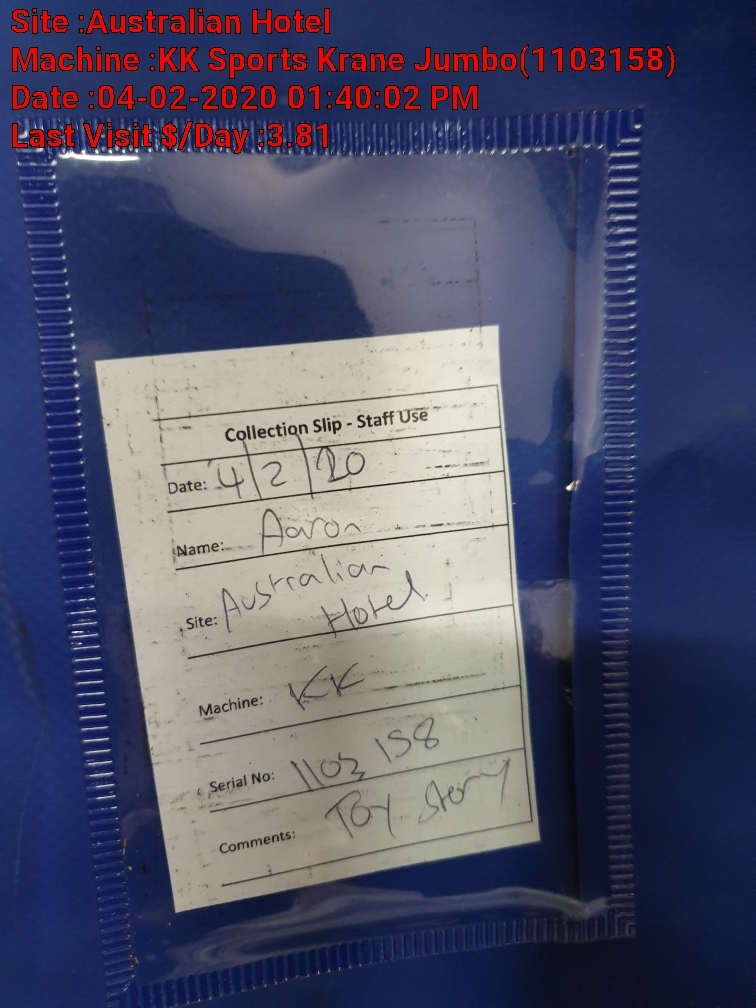 Site :Australian Hotel
Machine :KK Sports Krane Jumbo(1103158)
Date :04-02-2020 01:40:02 PM
Last Visit $/Day :3.81
Collection Slip - Staff Use
Date: 4/2/20
Name: Aaron
Site: Australian
Hotel
Machine: KK
Serial No: 1103158
Comments: Toy Story